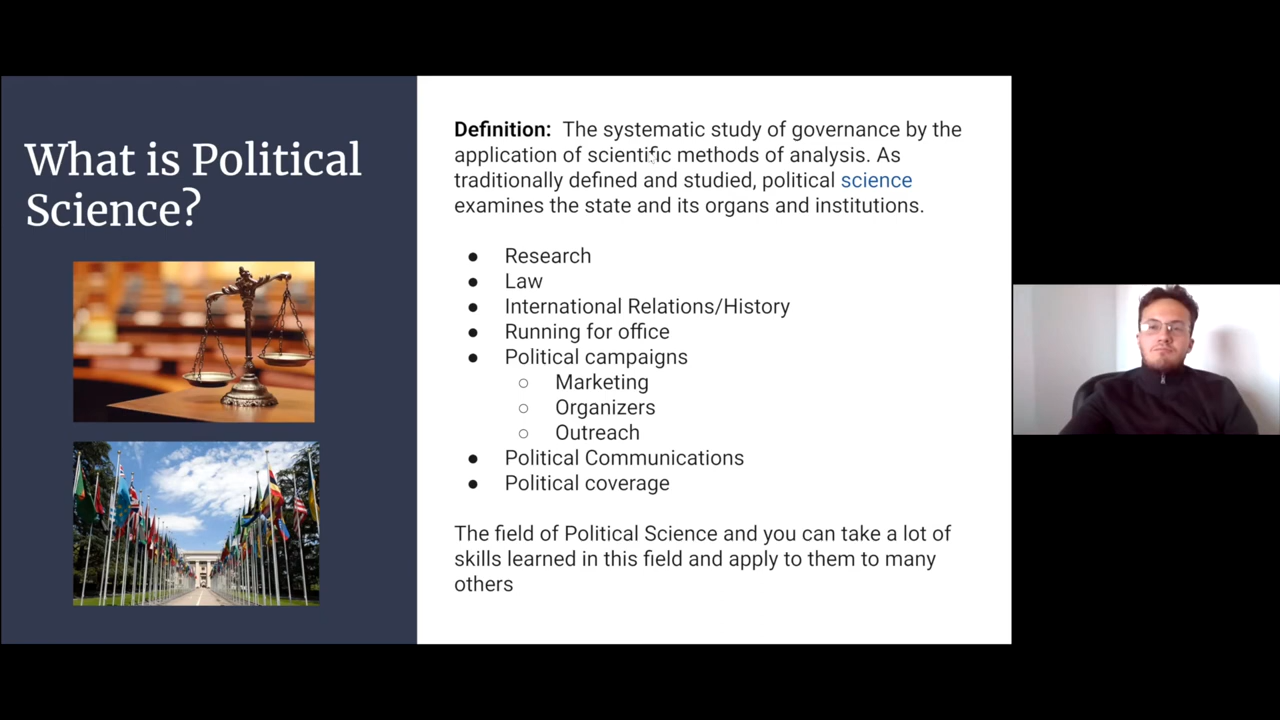 What is Political
Science?
Definition: The systematic study of governance by the
application of scientific methods of analysis. As
traditionally defined and studied, political science
examines the state and its organs and institutions.
● Research
● Law
● International Relations/History
● Running for office
● Political campaigns
○ Marketing
○ Organizers
○ Outreach
● Political Communications
● Political coverage
The field of Political Science and you can take a lot of
skills learned in this field and apply to them to many
others